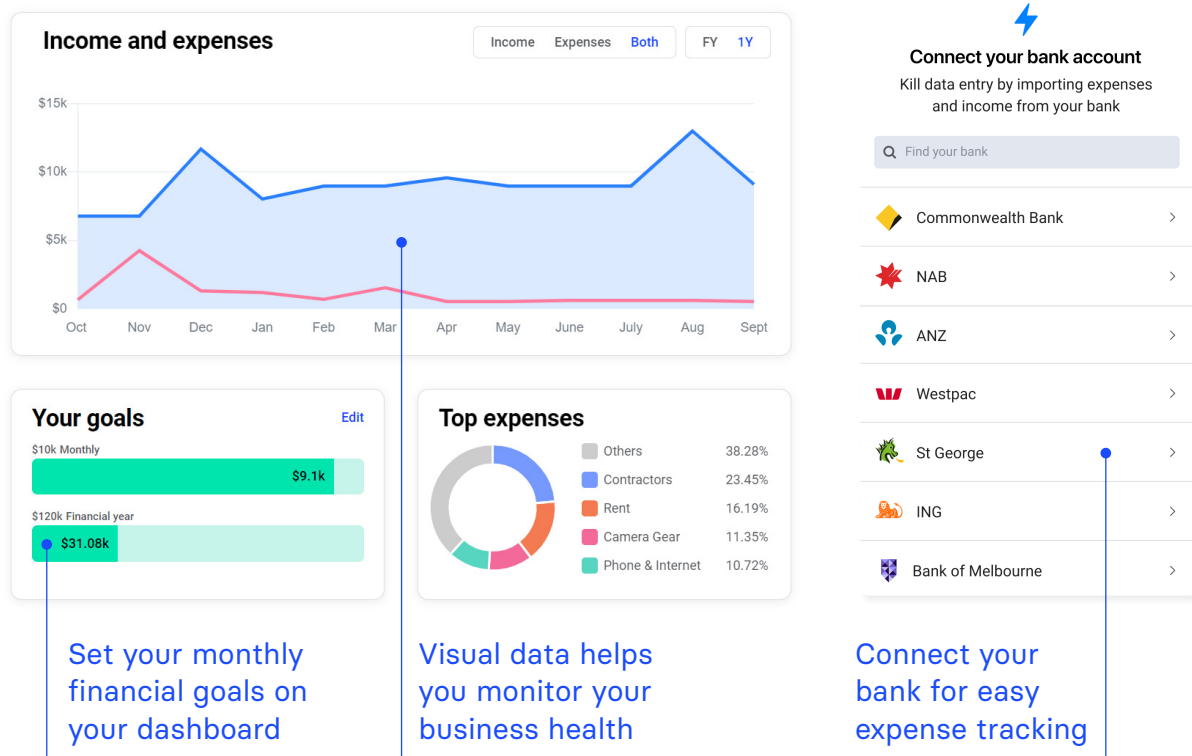 Income and expenses
Income Expenses Both FY 1Y
$15k
$10k
$5k
$0
Oct Nov Dec Jan Feb Mar Apr May June July Aug Sept
Your goals
Edit
$10k Monthly
$9.1k
$120k Financial year
$31.08k
Top expenses
Others 38.28%
Contractors 23.45%
Rent 16.19%
Camera Gear 11.35%
Phone & Internet 10.72%
Connect your bank account
Kill data entry by importing expenses
and income from your bank
Find your bank
Commonwealth Bank
NAB
ANZ
Westpac
St George
ING
Bank of Melbourne
Set your monthly
financial goals on
your dashboard
Visual data helps
you monitor your
business health
Connect your
bank for easy
expense tracking